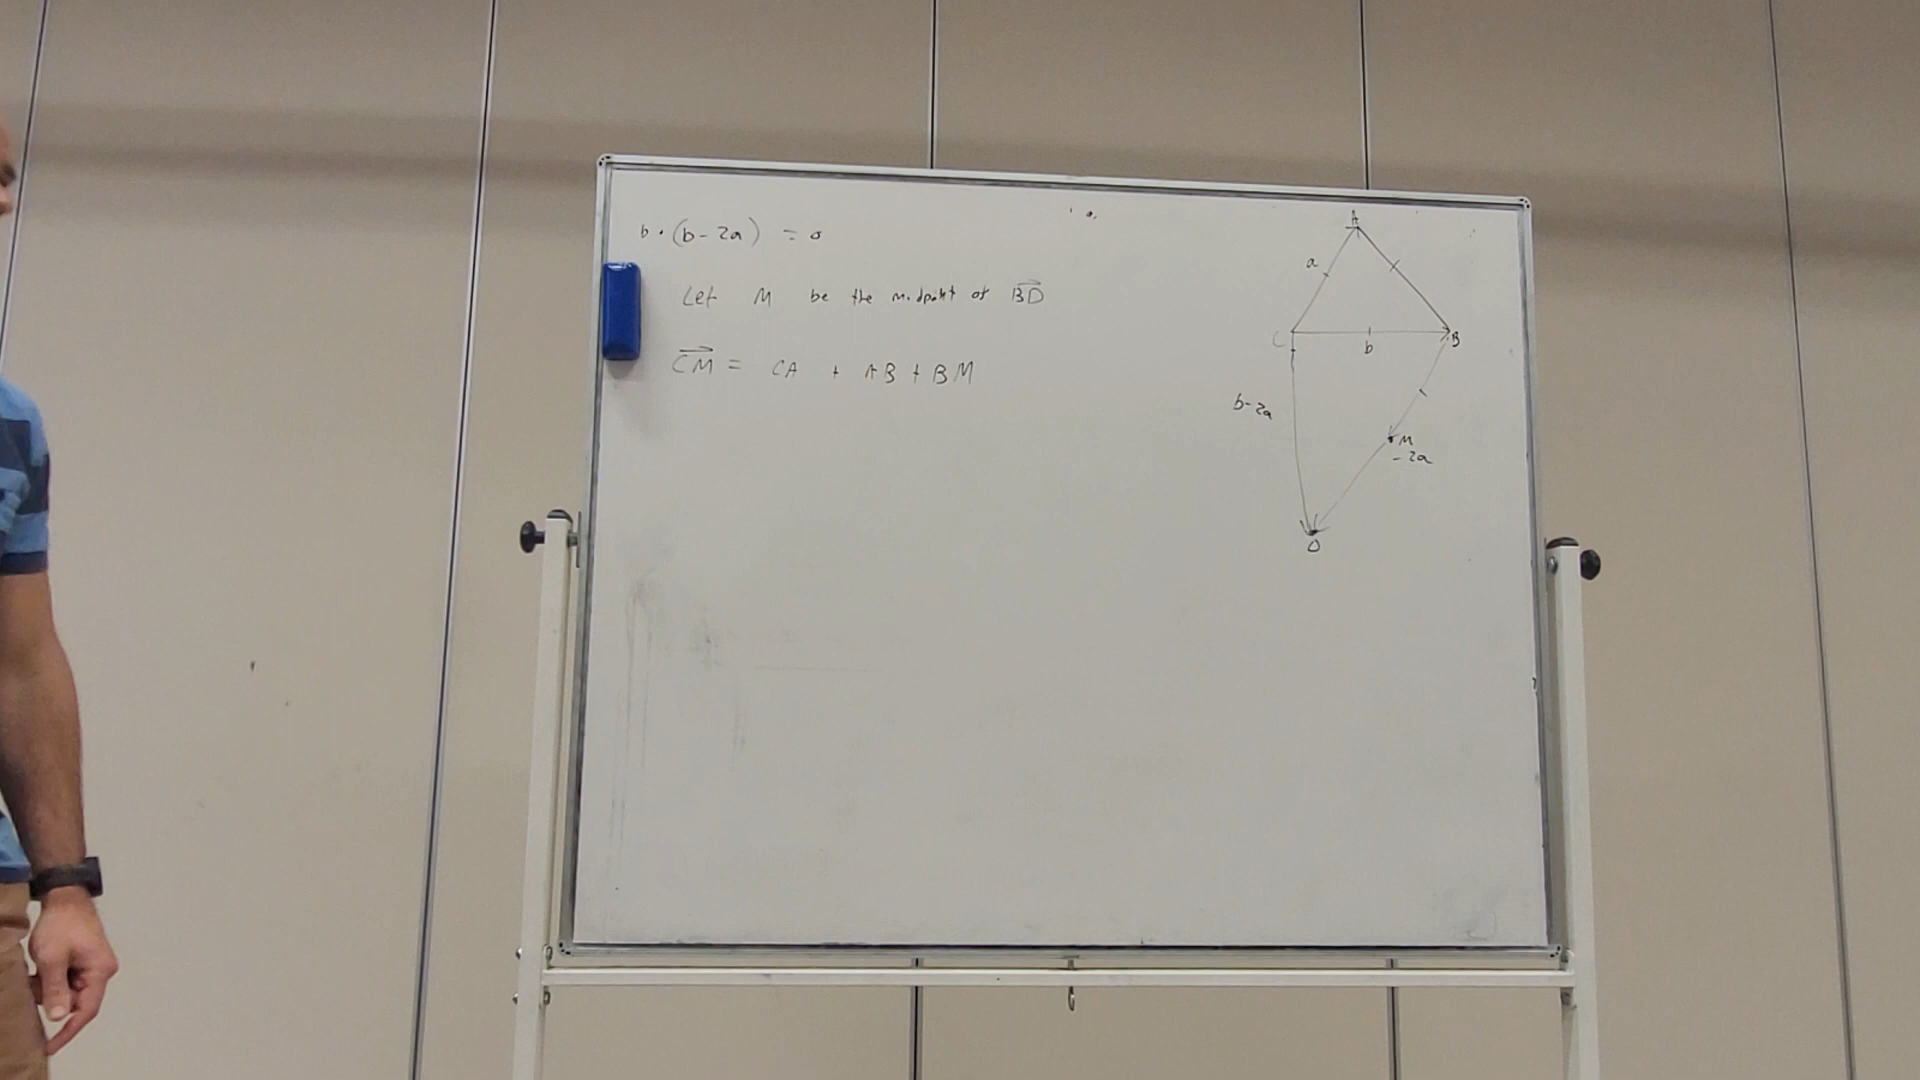 b · (b - 2a) = 0
Let M be the midpoint of BD
CM = CA + AB + BM
A
a
C
b
B
b-2a
M
-2a
D